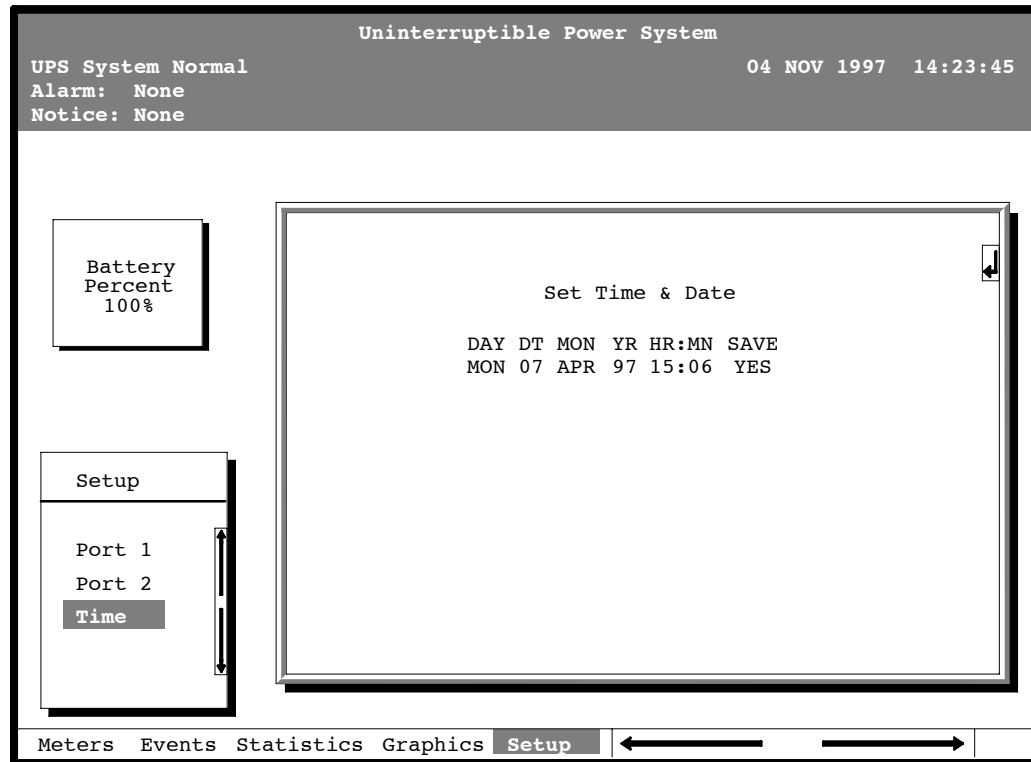 Uninterruptible Power System
UPS System Normal 04 NOV 1997 14:23:45
Alarm: None
Notice: None
Battery
Percent
100%
Set Time & Date
DAY DT MON YR HR:MN SAVE
MON 07 APR 97 15:06 YES
Setup
Port 1
Port 2
Time
Meters Events Statistics Graphics Setup